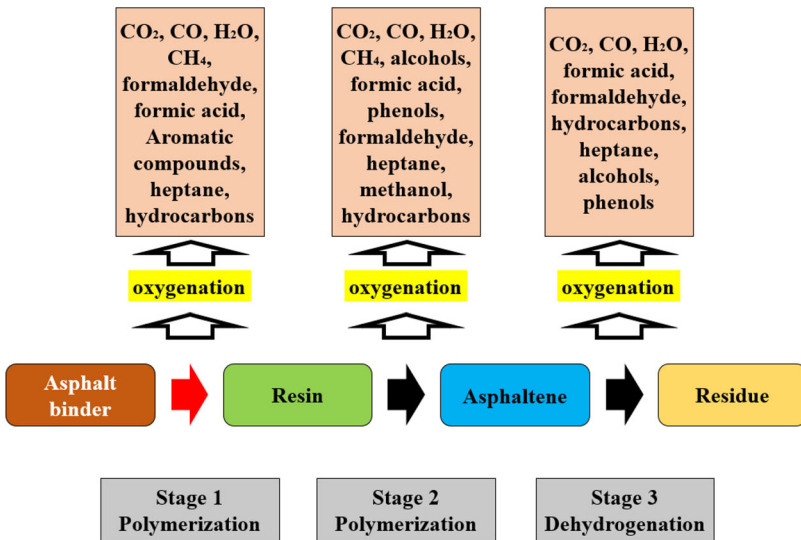 CO₂, CO, H₂O,
CH₄,
formaldehyde,
formic acid,
Aromatic
compounds,
heptane,
hydrocarbons
CO₂, CO, H₂O,
CH₄, alcohols,
formic acid,
phenols,
formaldehyde,
heptane,
methanol,
hydrocarbons
CO₂, CO, H₂O,
formic acid,
formaldehyde,
hydrocarbons,
heptane,
alcohols,
phenols
oxygenation
oxygenation
oxygenation
Asphalt
binder
Resin
Asphaltene
Residue
Stage 1
Polymerization
Stage 2
Polymerization
Stage 3
Dehydrogenation